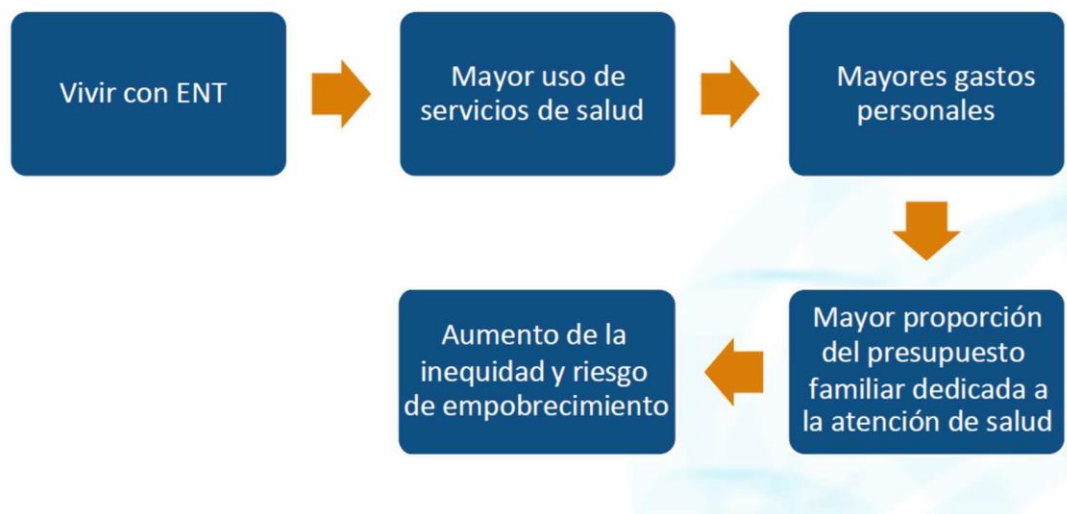 Vivir con ENT
Mayor uso de
servicios de salud
Mayores gastos
personales
Mayor proporción
del presupuesto
familiar dedicada a
la atención de salud
Aumento de la
inequidad y riesgo
de empobrecimiento